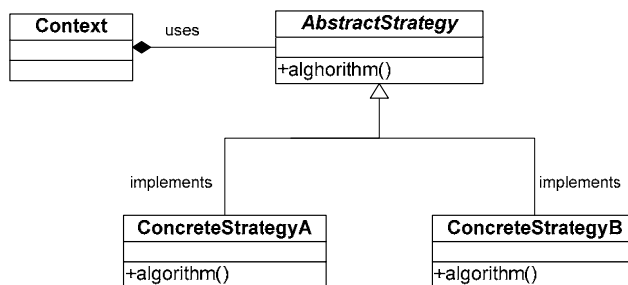 Context
uses
AbstractStrategy
+alghorithm()
implements
implements
ConcreteStrategyA
ConcreteStrategyB
+algorithm()
+algorithm()